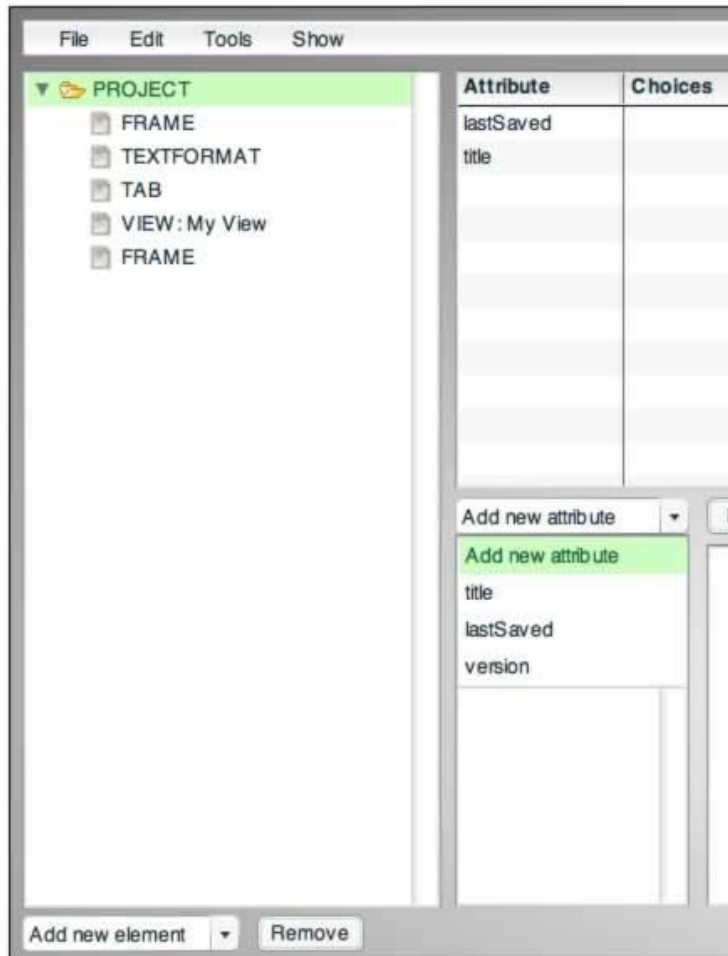 File Edit Tools Show
PROJECT
FRAME
TEXTFORMAT
TAB
VIEW: My View
FRAME
Attribute Choices
lastSaved
title
Add new attribute
Add new attribute
title
lastSaved
version
Add new element Remove